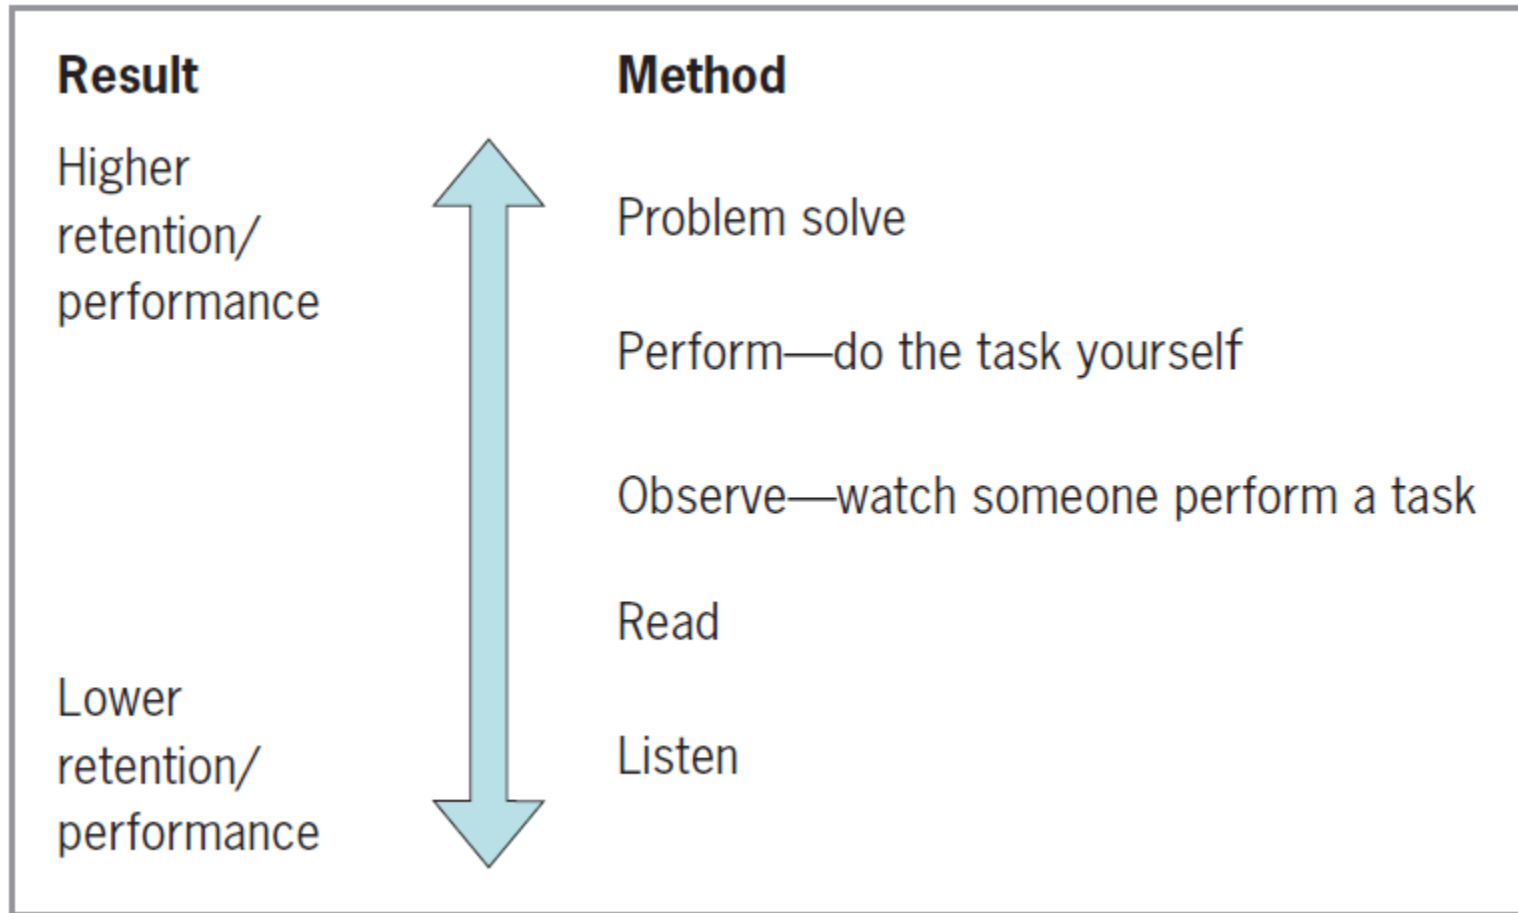 Result
Method
Higher
retention/
performance
Problem solve
Perform—do the task yourself
Observe—watch someone perform a task
Read
Lower
retention/
performance
Listen